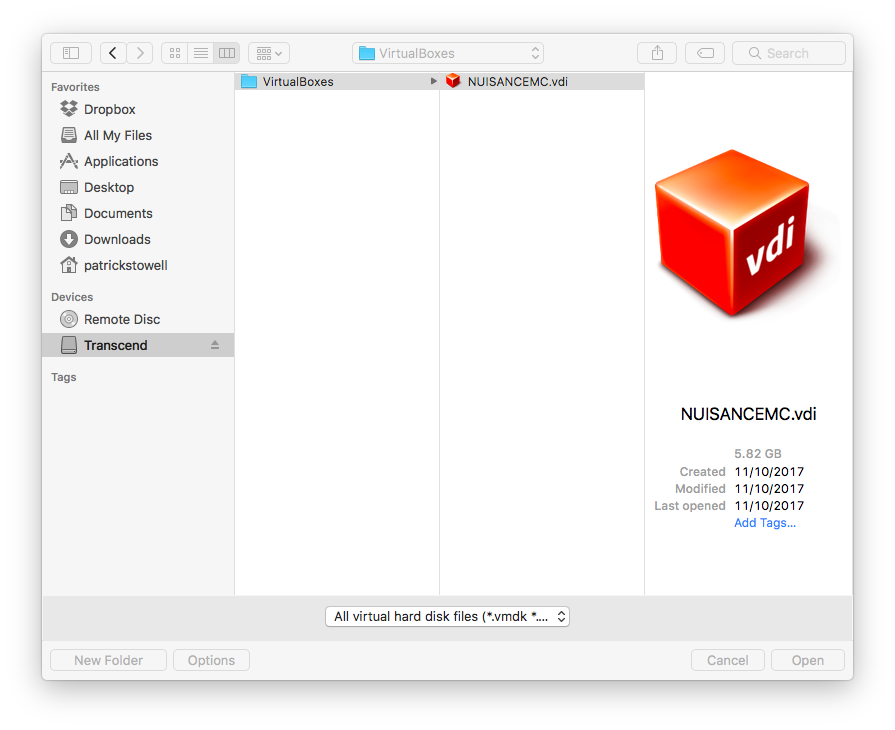 VirtualBoxes
Search
Favorites
Dropbox
All My Files
Applications
Desktop
Documents
Downloads
patrickstowell
Devices
Remote Disc
Transcend
Tags
VirtualBoxes
NUISANCEMC.vdi
vdi
NUISANCEMC.vdi
5.82 GB
Created 11/10/2017
Modified 11/10/2017
Last opened 11/10/2017
Add Tags...
All virtual hard disk files (*.vmdk *....
New Folder Options Cancel Open